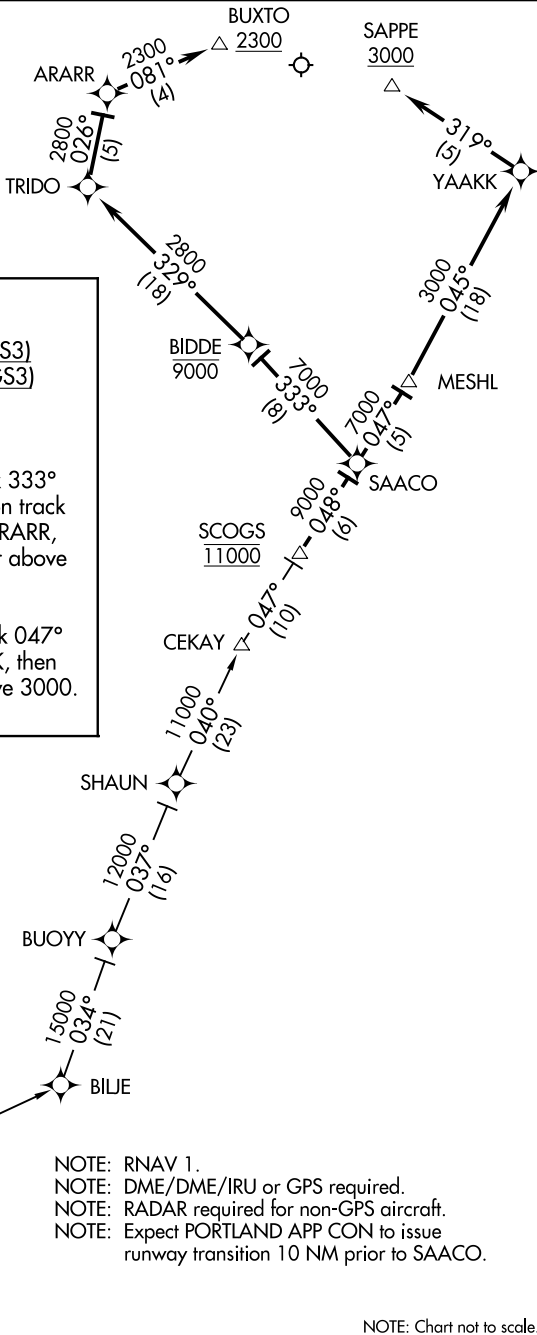 BUXTO
2300
SAPPE
3000
ARARR
2300
081°
(4)
2800
026°
(5)
319°
(5)
YAAKK
TRIDO
2800
329°
(18)
3000
045°
(18)
BIDDE
9000
7000
333°
(8)
MESHL
7000
047°
(5)
SAACO
S3)
GS3)
333°
on track
RARR,
r above
k 047°
K, then
ve 3000.
9000
048°
(6)
SCOGS
11000
047°
(10)
CEKAY
11000
040°
(23)
SHAUN
12000
037°
(16)
BUOYY
15000
034°
(21)
BILJE
NOTE: RNAV 1.
NOTE: DME/DME/IRU or GPS required.
NOTE: RADAR required for non-GPS aircraft.
NOTE: Expect PORTLAND APP CON to issue
runway transition 10 NM prior to SAACO.
NOTE: Chart not to scale.